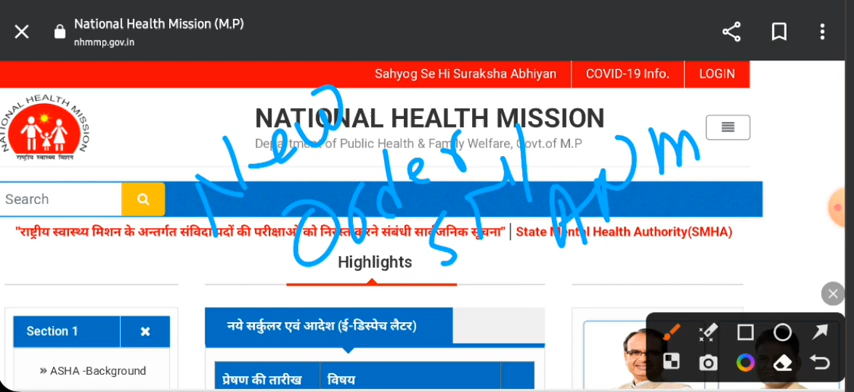 National Health Mission (M.P)
nhmmp.gov.in
Sahyog Se Hi Suraksha Abhiyan COVID-19 Info. LOGIN
NATIONAL HEALTH MISSION
NATIONAL HEALTH MISSION
राष्ट्रीय स्वास्थ्य मिशन
Department of Public Health & Family Welfare, Govt.of M.P
New
Order
ANM
Search
"राष्ट्रीय स्वास्थ्य मिशन के अन्तर्गत संविदा पदों की परीक्षाओं को निरस्त करने संबंधी सार्वजनिक सूचना" | State Mental Health Authority(SMHA)
Highlights
Section 1
नये सर्कुलर एवं आदेश (ई-डिस्पेच लैटर)
» ASHA -Background
प्रेषण की तारीख विषय